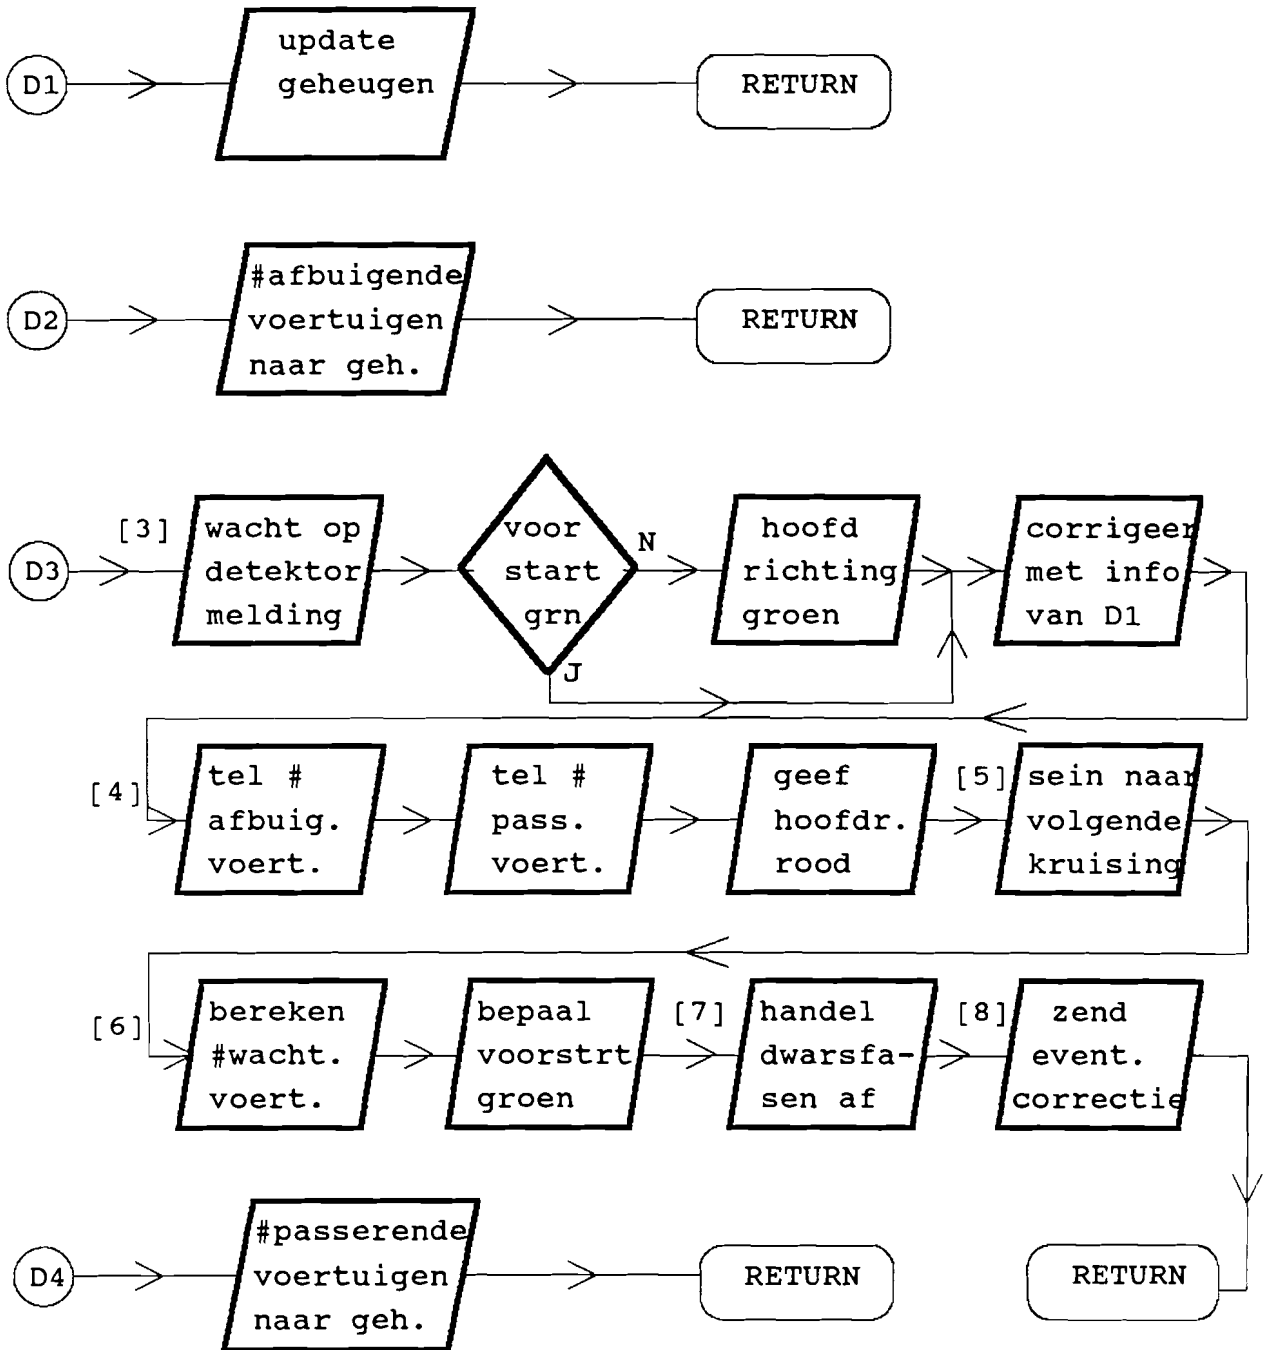 update
geheugen
D1
RETURN
#afbuigende
voertuigen
naar geh.
D2
RETURN
D3
[3]
wacht op
detektor
melding
voor
start
grn
N
J
hoofd
richting
groen
corrigeer
met info
van D1
[4]
tel #
afbuig.
voert.
tel #
pass.
voert.
geef
hoofdr.
rood
[5]
sein naar
volgende
kruising
[6]
bereken
#wacht.
voert.
bepaal
voorstrt
groen
[7]
handel
dwarsfa-
sen af
[8]
zend
event.
correctie
D4
#passerende
voertuigen
naar geh.
RETURN
RETURN